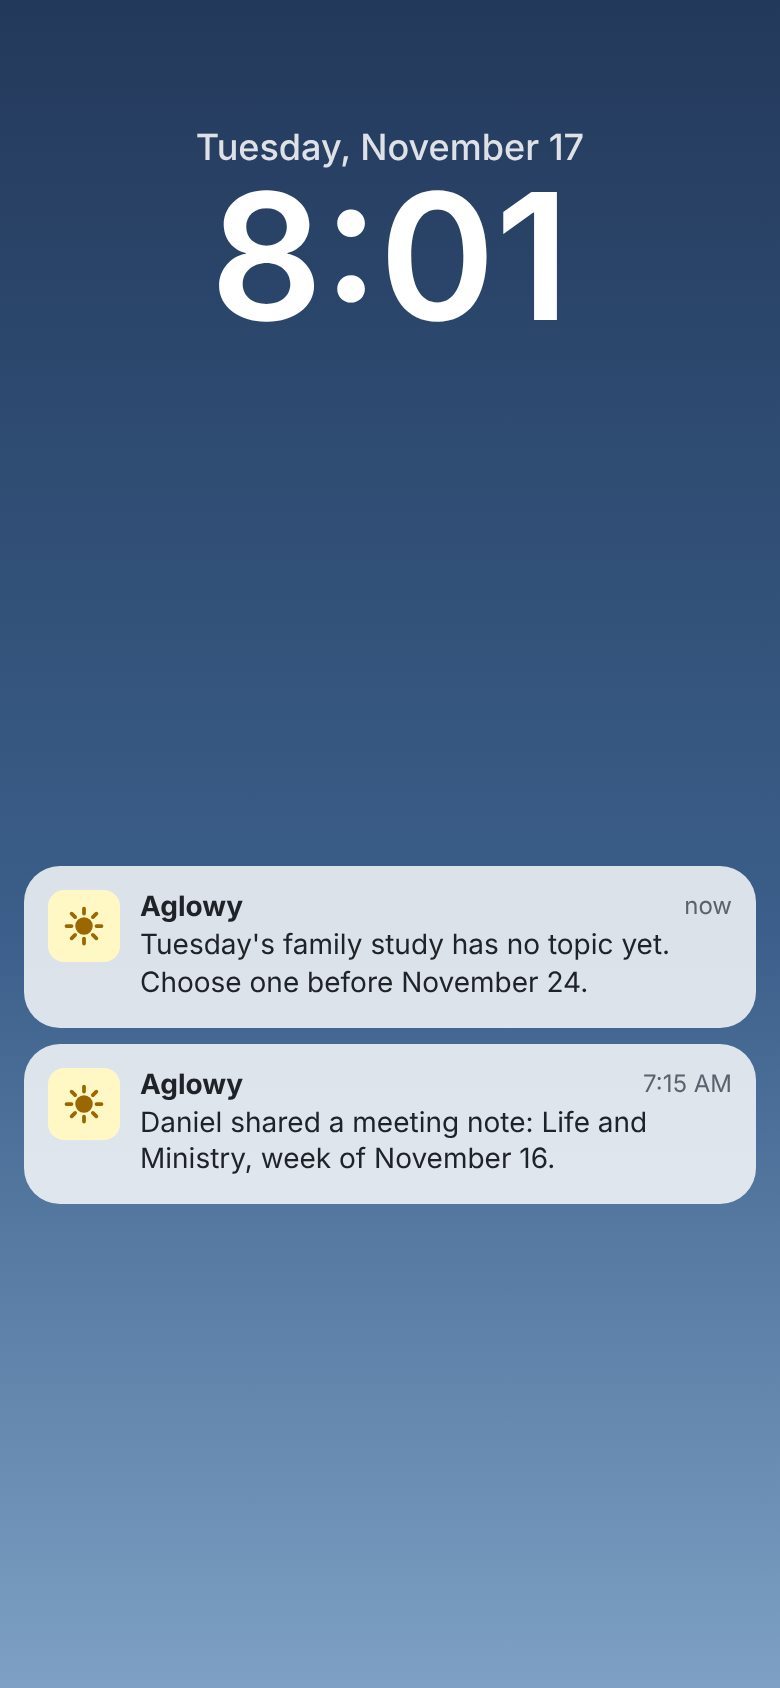 Tuesday, November 17
8:01
Aglowy now
Tuesday's family study has no topic yet.
Choose one before November 24.
Aglowy 7:15 AM
Daniel shared a meeting note: Life and
Ministry, week of November 16.